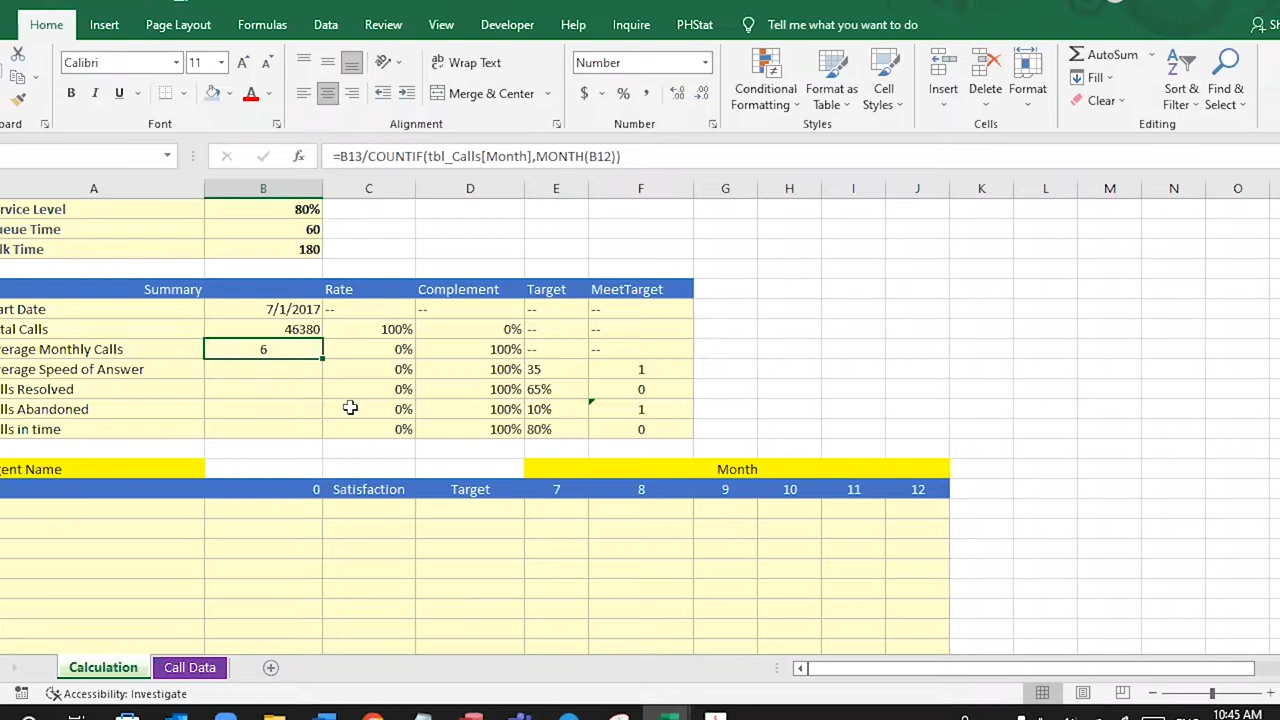 Home Insert Page Layout Formulas Data Review View Developer Help Inquire PHStat Tell me what you want to do
Calibri 11 Wrap Text Number AutoSum
Fill
B I U A Merge & Center $ % Conditional Format as Cell Insert Delete Format Clear Sort & Find &
Formatting Table Styles Filter Select
Font Alignment Number Styles Cells Editing
fx =B13/COUNTIF(tbl_Calls[Month],MONTH(B12))
A B C D E F G H I J K L M N O
rvice Level 80%
ueue Time 60
lk Time 180
Summary Rate Complement Target MeetTarget
art Date 7/1/2017 -- -- -- --
tal Calls 46380 100% 0% -- --
verage Monthly Calls 6 0% 100% -- --
verage Speed of Answer 0% 100% 35 1
lls Resolved 0% 100% 65% 0
lls Abandoned 0% 100% 10% 1
lls in time 0% 100% 80% 0
gent Name Month
0 Satisfaction Target 7 8 9 10 11 12
Calculation Call Data
Accessibility: Investigate
10:45 AM